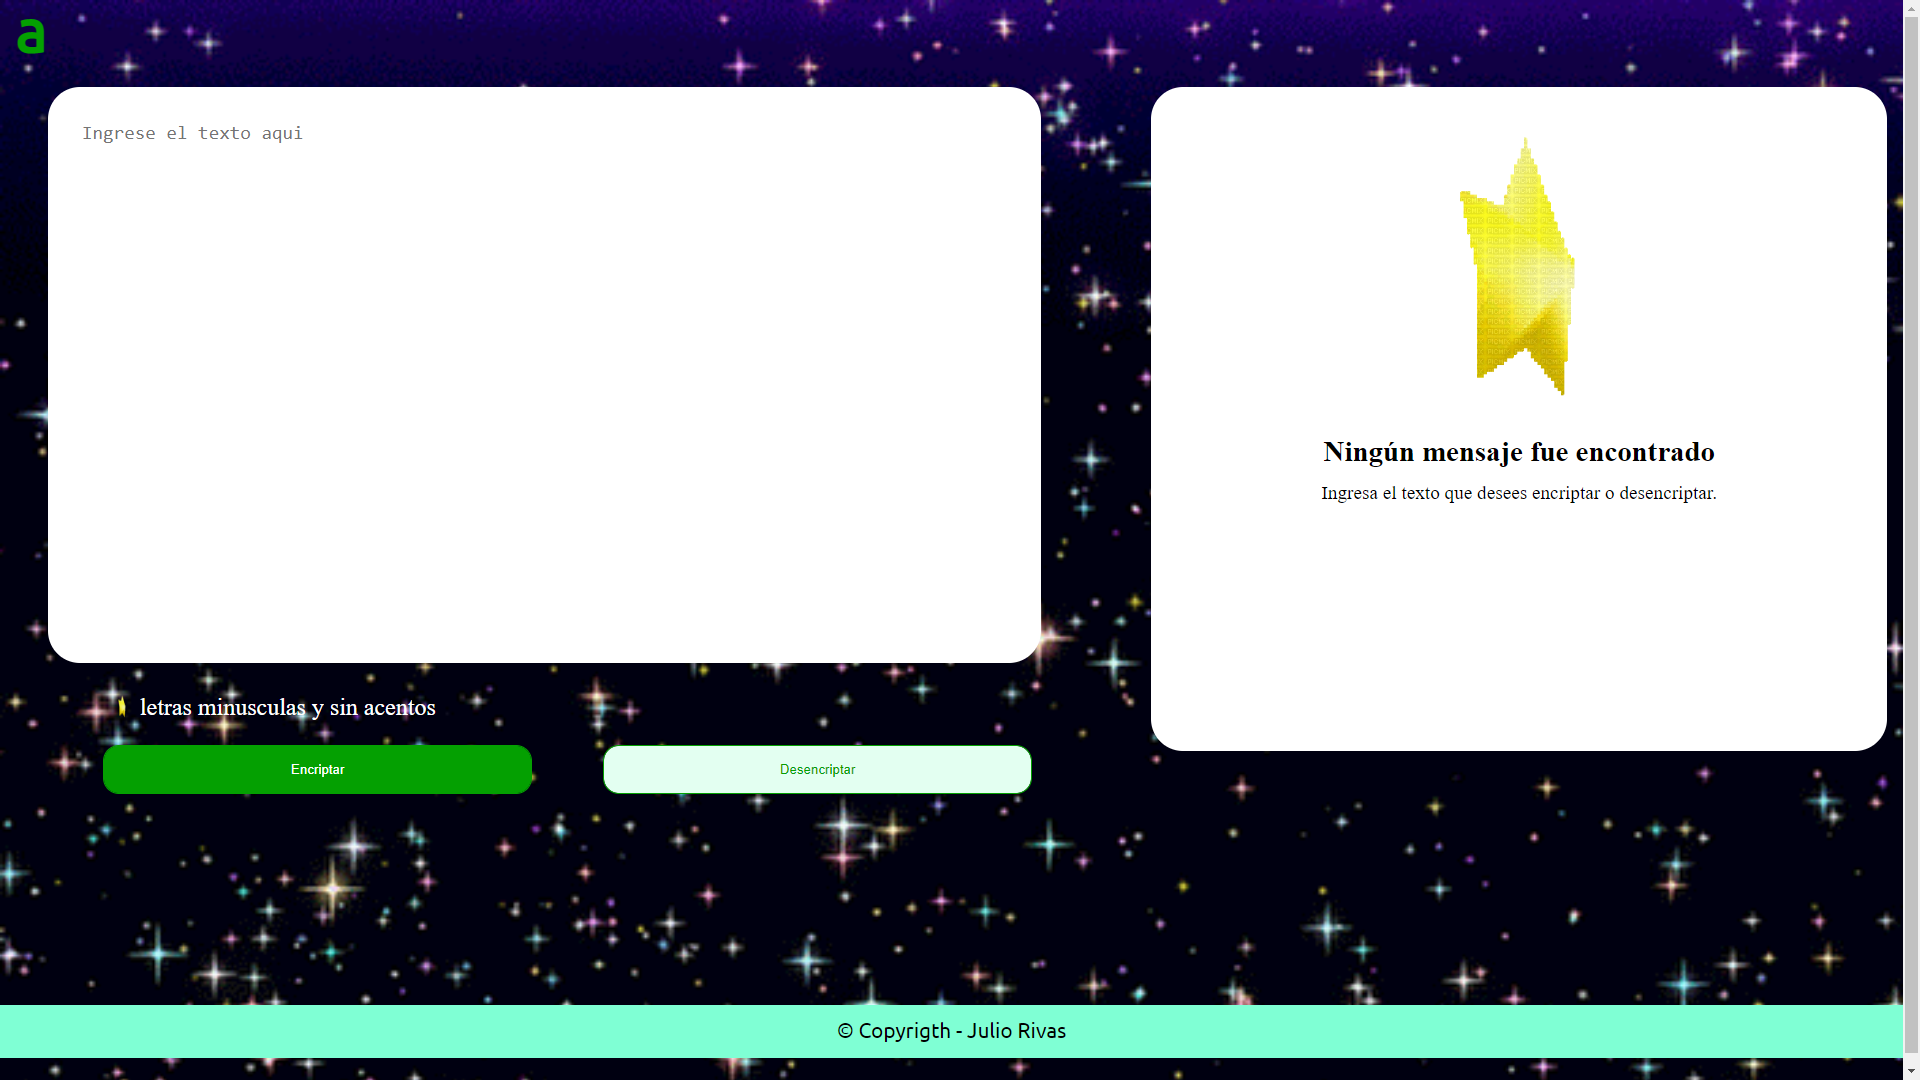 a
Ingrese el texto aqui
Ningún mensaje fue encontrado
Ingresa el texto que desees encriptar o desencriptar.
letras minusculas y sin acentos
Encriptar
Desencriptar
© Copyrigth - Julio Rivas